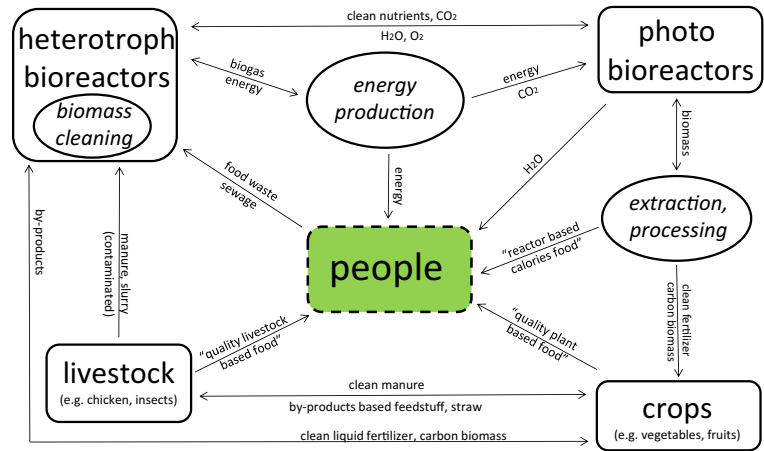 heterotroph
bioreactors
biomass
cleaning
clean nutrients, CO₂
H₂O, O₂
photo
bioreactors
biogas
energy
energy
production
energy
CO₂
biomass
food waste
sewage
energy
H₂O
extraction,
processing
by-products
manure, slurry
(contaminated)
people
"reactor based
calories food"
clean fertilizer
carbon biomass
"quality livestock
based food"
"quality plant
based food"
livestock
(e.g. chicken, insects)
clean manure
by-products based feedstuff, straw
crops
(e.g. vegetables, fruits)
clean liquid fertilizer, carbon biomass